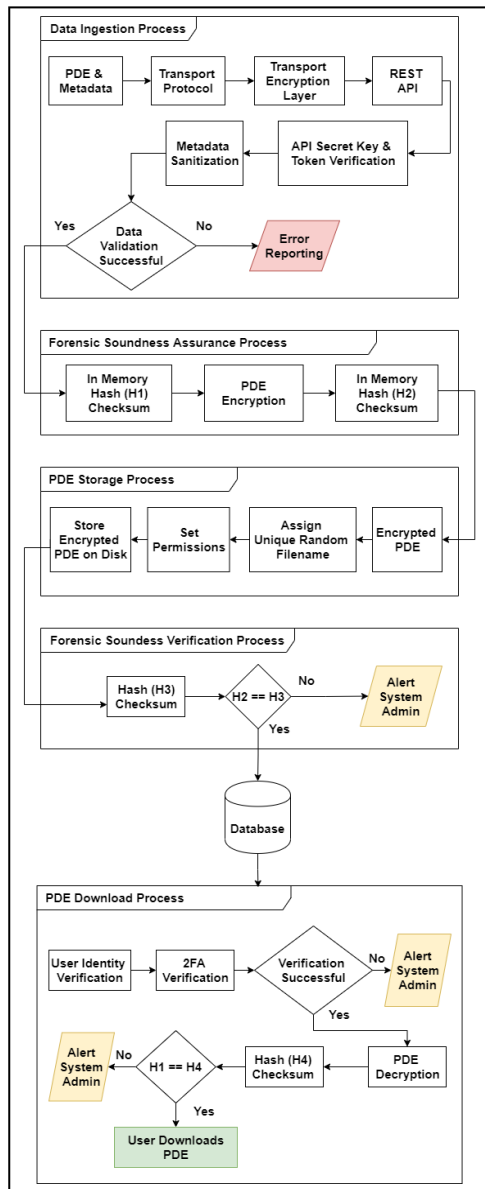 Data Ingestion Process
PDE &
Metadata
Transport
Protocol
Transport
Encryption
Layer
REST
API
Metadata
Sanitization
API Secret Key &
Token Verification
Yes
Data
Validation
Successful
No
Error
Reporting
Forensic Soundness Assurance Process
In Memory
Hash (H1)
Checksum
PDE
Encryption
In Memory
Hash (H2)
Checksum
PDE Storage Process
Store
Encrypted
PDE on Disk
Set
Permissions
Assign
Unique Random
Filename
Encrypted
PDE
Forensic Soundess Verification Process
Hash (H3)
Checksum
H2 == H3
No
Alert
System
Admin
Yes
Database
PDE Download Process
User Identity
Verification
2FA
Verification
Verification
Successful
No
Alert
System
Admin
Yes
Alert
System
Admin
No
H1 == H4
Hash (H4)
Checksum
PDE
Decryption
Yes
User Downloads
PDE